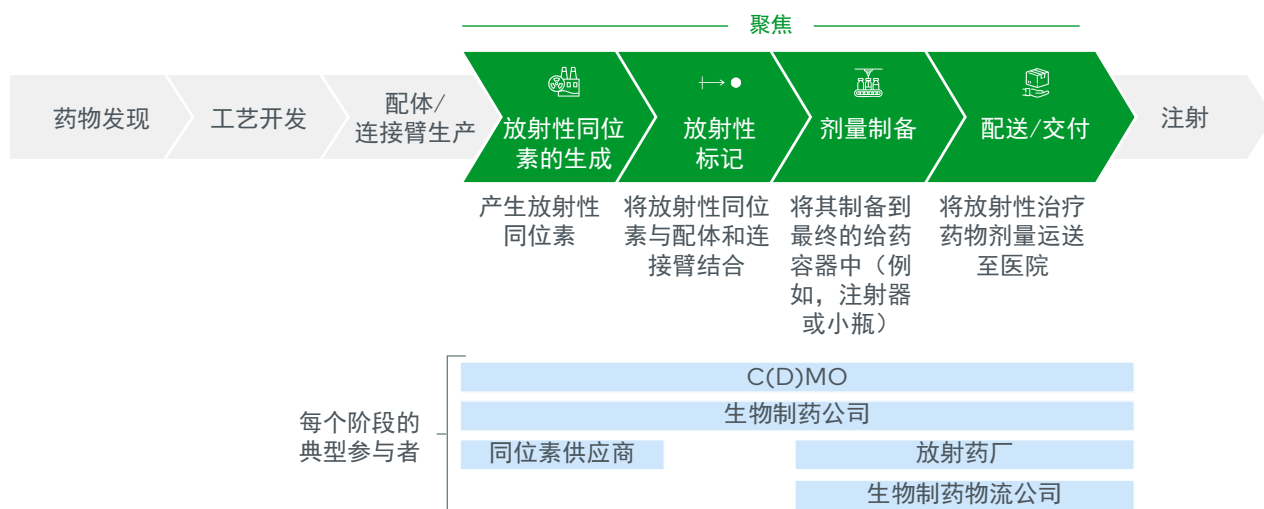 聚焦
药物发现
工艺开发
配体/
连接臂生产
放射性同位
素的生成
放射性
标记
剂量制备
配送/交付
注射
产生放射性
同位素
将放射性同位
素与配体和连
接臂结合
将其制备到
最终的给药
容器中（例
如，注射器
或小瓶）
将放射性治疗
药物剂量运送
至医院
每个阶段的
典型参与者
C(D)MO
生物制药公司
同位素供应商
放射药厂
生物制药物流公司